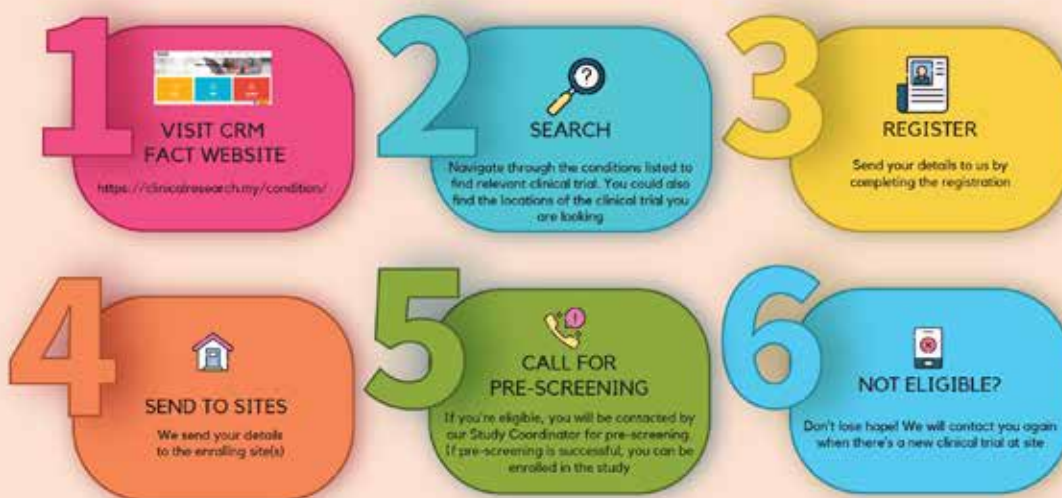 1
VISIT CRM
FACT WEBSITE
https://clinicalresearch.my/condition/
2
SEARCH
Navigate through the conditions listed to
find relevant clinical trial. You could also
find the locations of the clinical trial you
are looking
3
REGISTER
Send your details to us by
completing the registration
4
SEND TO SITES
We send your details
to the enrolling site(s)
5
CALL FOR
PRE-SCREENING
If you're eligible, you will be contacted by
our Study Coordinator for pre-screening.
If pre-screening is successful, you can be
enrolled in the study
6
NOT ELIGIBLE?
Don't lose hope! We will contact you again
when there's a new clinical trial at site